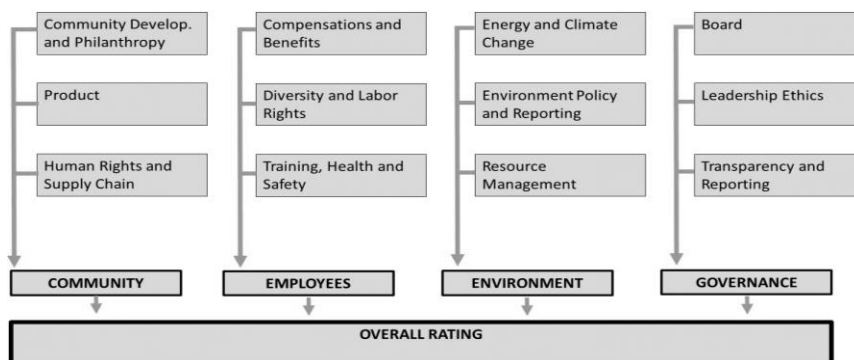 Community Develop.
and Philanthropy
Product
Human Rights and
Supply Chain
COMMUNITY
Compensations and
Benefits
Diversity and Labor
Rights
Training, Health and
Safety
EMPLOYEES
Energy and Climate
Change
Environment Policy
and Reporting
Resource
Management
ENVIRONMENT
Board
Leadership Ethics
Transparency and
Reporting
GOVERNANCE
OVERALL RATING